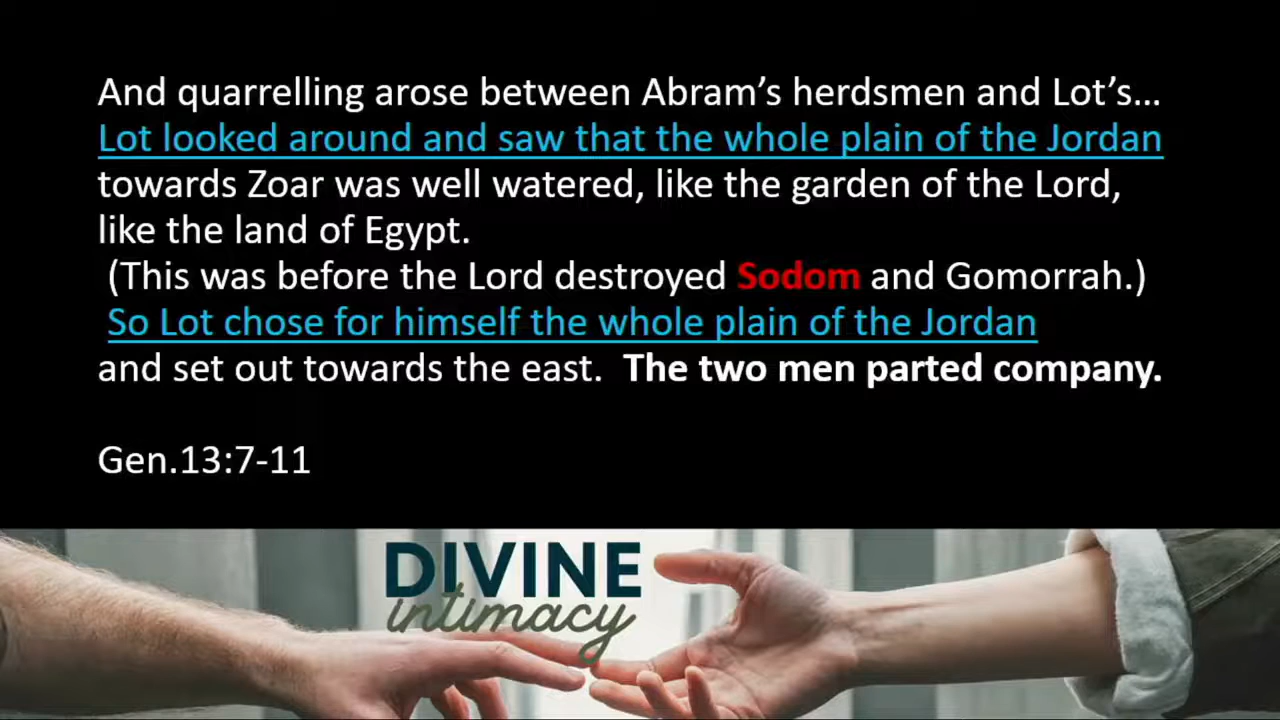 And quarrelling arose between Abram’s herdsmen and Lot’s...
Lot looked around and saw that the whole plain of the Jordan
towards Zoar was well watered, like the garden of the Lord,
like the land of Egypt.
(This was before the Lord destroyed Sodom and Gomorrah.)
So Lot chose for himself the whole plain of the Jordan
and set out towards the east.  The two men parted company.
Gen.13:7-11
DIVINE
intimacy